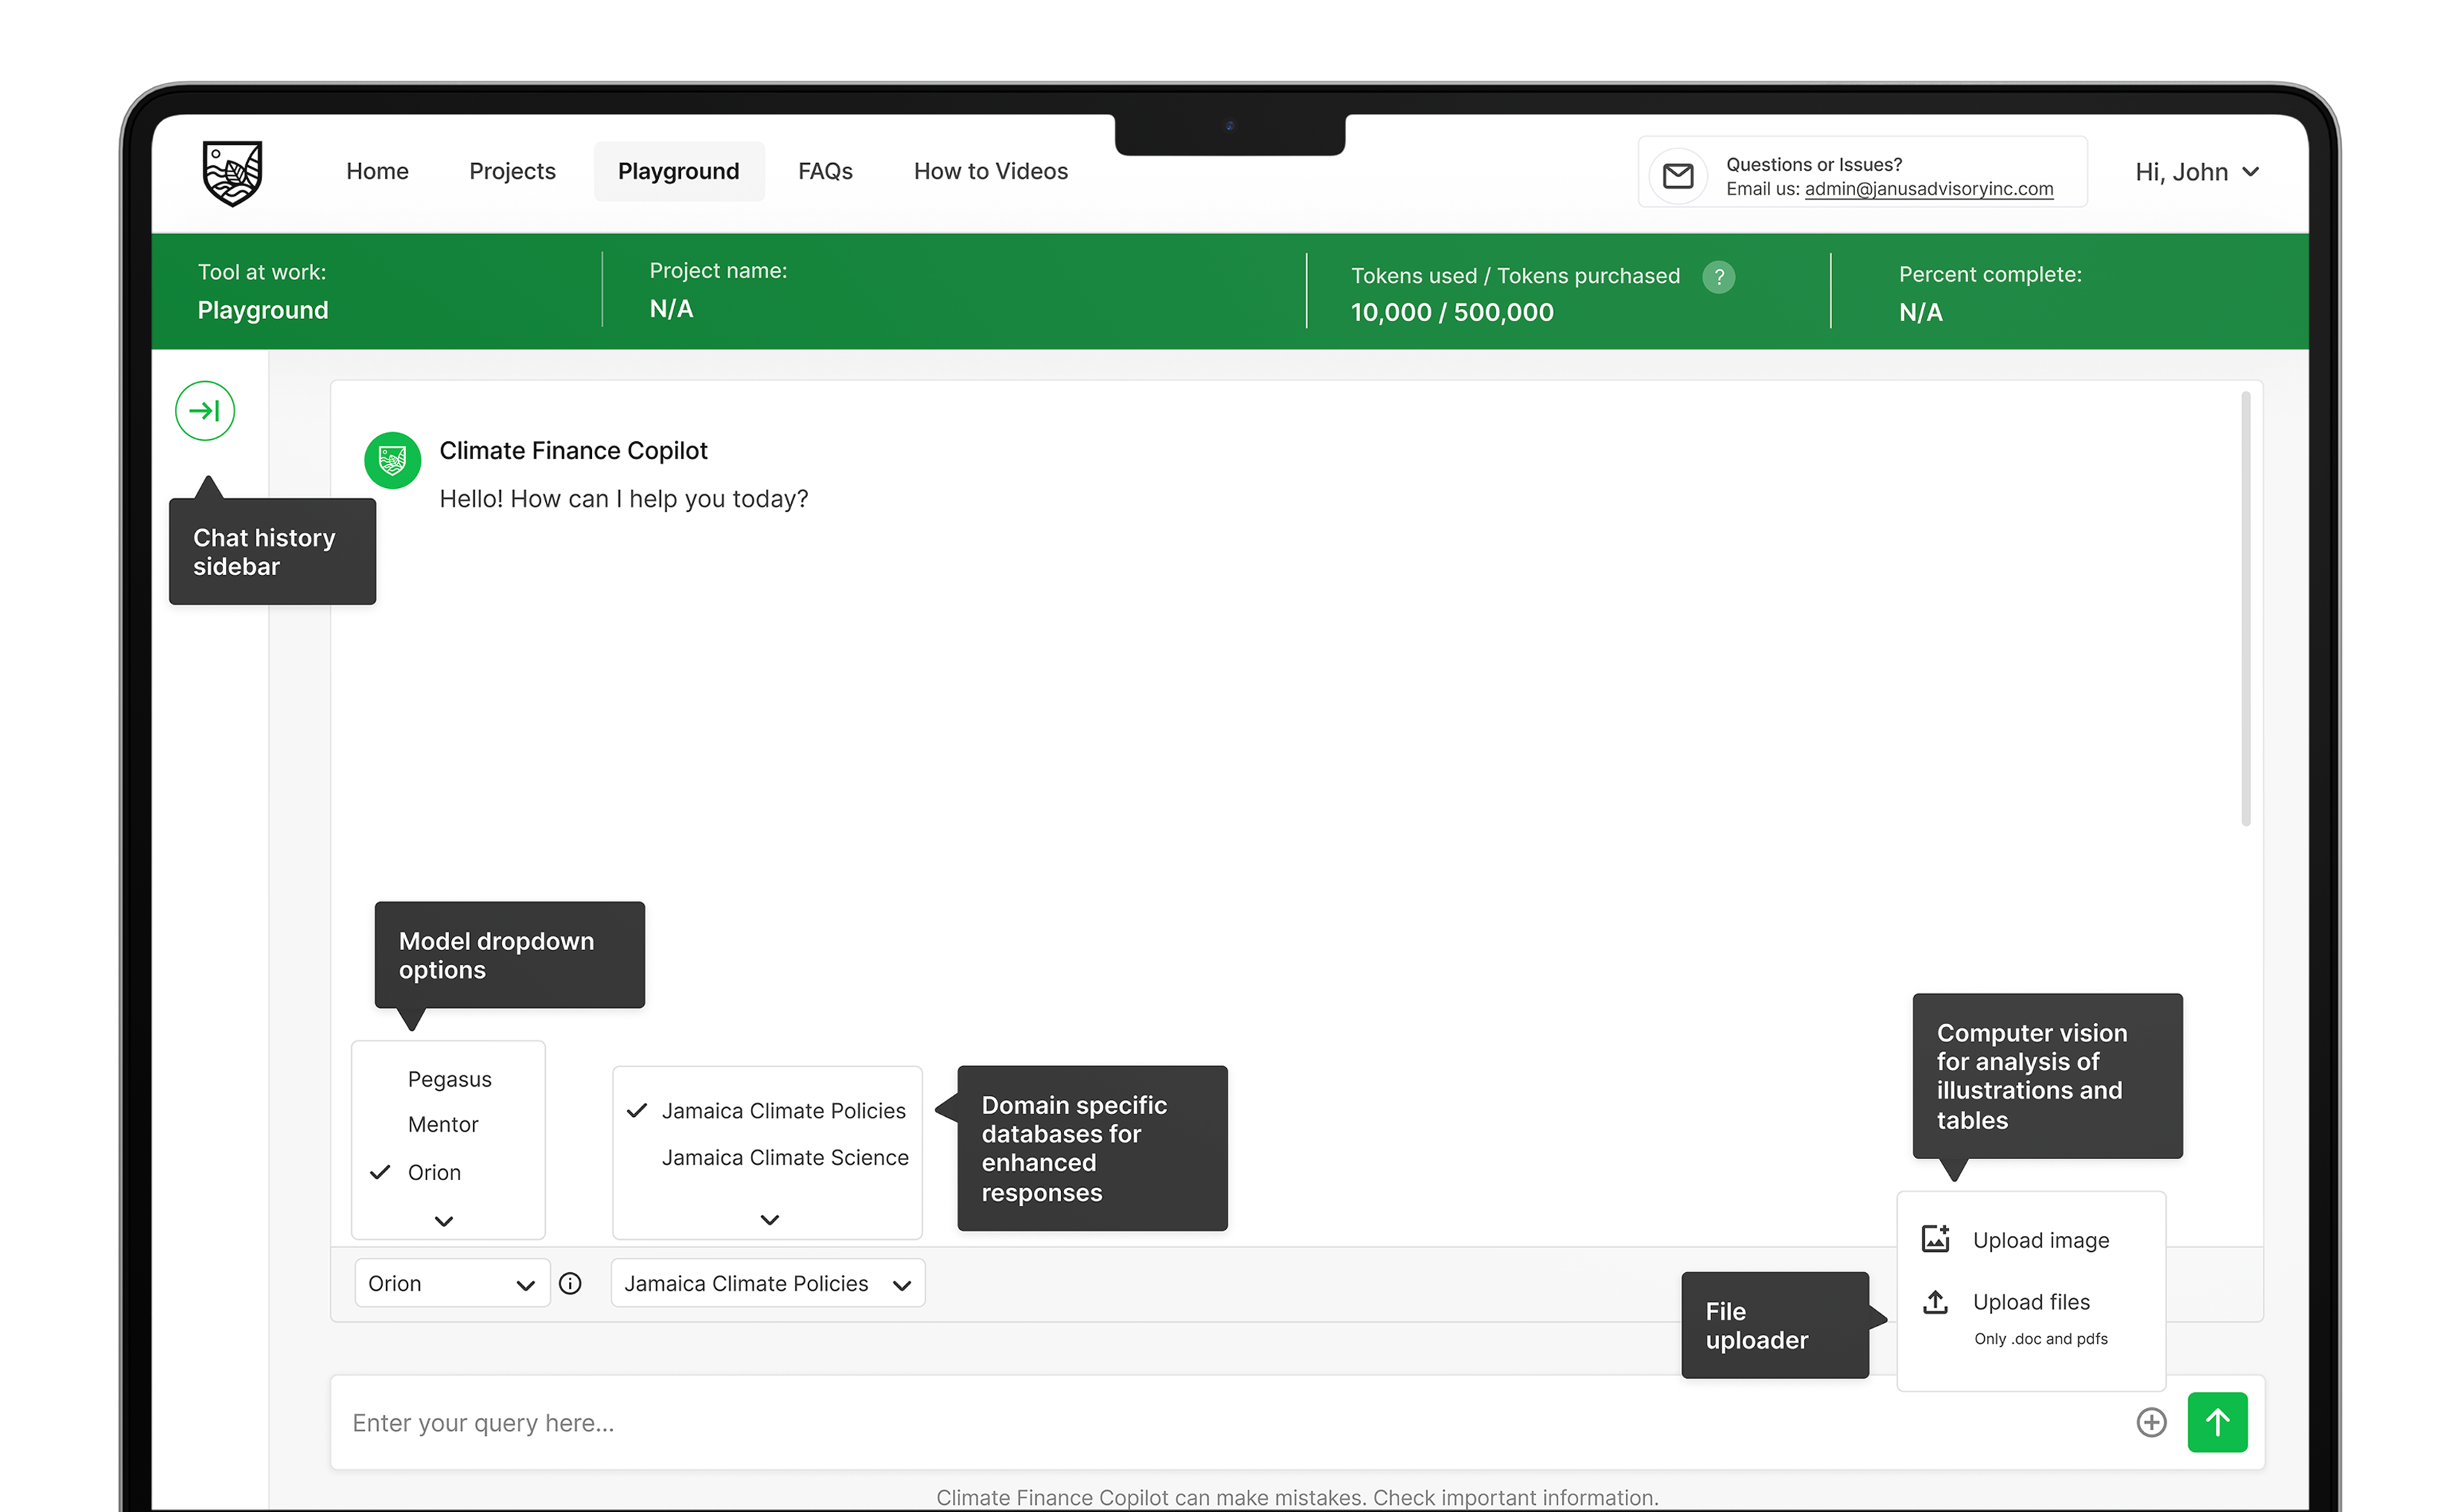 Home
Projects
Playground
FAQs
How to Videos
Questions or Issues?
Email us: admin@janusadvisoryinc.com
Hi, John
Tool at work:
Playground
Project name:
N/A
Tokens used / Tokens purchased
?
10,000 / 500,000
Percent complete:
N/A
Climate Finance Copilot
Hello! How can I help you today?
Chat history
sidebar
Model dropdown
options
Pegasus
Mentor
Orion
Jamaica Climate Policies
Jamaica Climate Science
Domain specific
databases for
enhanced
responses
Computer vision
for analysis of
illustrations and
tables
Upload image
Upload files
Only .doc and pdfs
File
uploader
Orion
Jamaica Climate Policies
Enter your query here...
Climate Finance Copilot can make mistakes. Check important information.